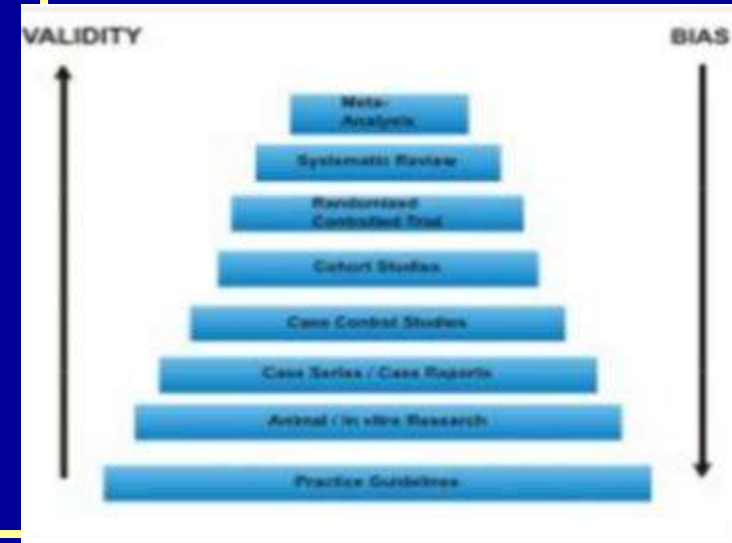 VALIDITY
BIAS
Meta-
Analysis
Systematic Review
Randomized
Controlled Trial
Cohort Studies
Case Control Studies
Case Series / Case Reports
Animal / In vitro Research
Practice Guidelines